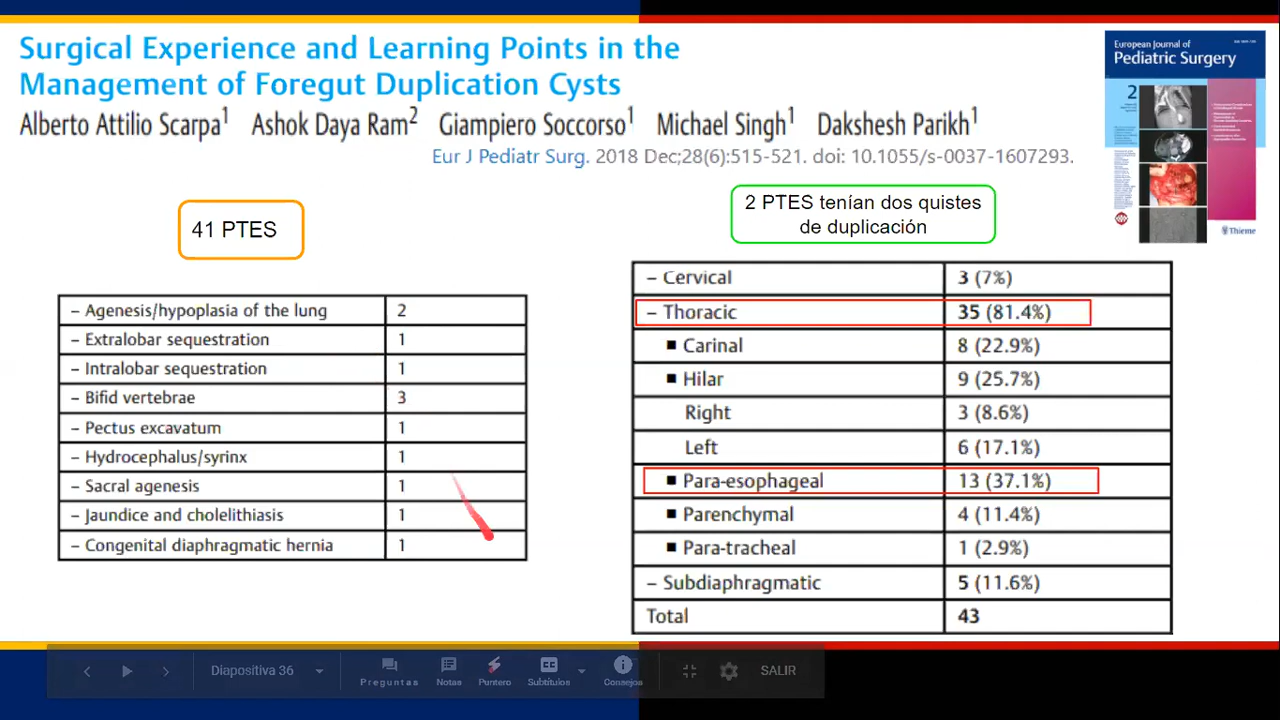 Surgical Experience and Learning Points in the
Management of Foregut Duplication Cysts
Alberto Attilio Scarpa1 Ashok Daya Ram2 Giampiero Soccorso1 Michael Singh1 Dakshesh Parikh1
Eur J Pediatr Surg. 2018 Dec;28(6):515-521. doi: 10.1055/s-0037-1607293.
European Journal of
Pediatric Surgery
2
Thieme
41 PTES
2 PTES tenían dos quistes
de duplicación
– Agenesis/hypoplasia of the lung 2
– Extralobar sequestration 1
– Intralobar sequestration 1
– Bifid vertebrae 3
– Pectus excavatum 1
– Hydrocephalus/syrinx 1
– Sacral agenesis 1
– Jaundice and cholelithiasis 1
– Congenital diaphragmatic hernia 1
– Cervical 3 (7%)
– Thoracic 35 (81.4%)
■ Carinal 8 (22.9%)
■ Hilar 9 (25.7%)
Right 3 (8.6%)
Left 6 (17.1%)
■ Para-esophageal 13 (37.1%)
■ Parenchymal 4 (11.4%)
■ Para-tracheal 1 (2.9%)
– Subdiaphragmatic 5 (11.6%)
Total 43
Diapositiva 36
Preguntas
Notas
Puntero
CC
Subtítulos
Consejos
SALIR